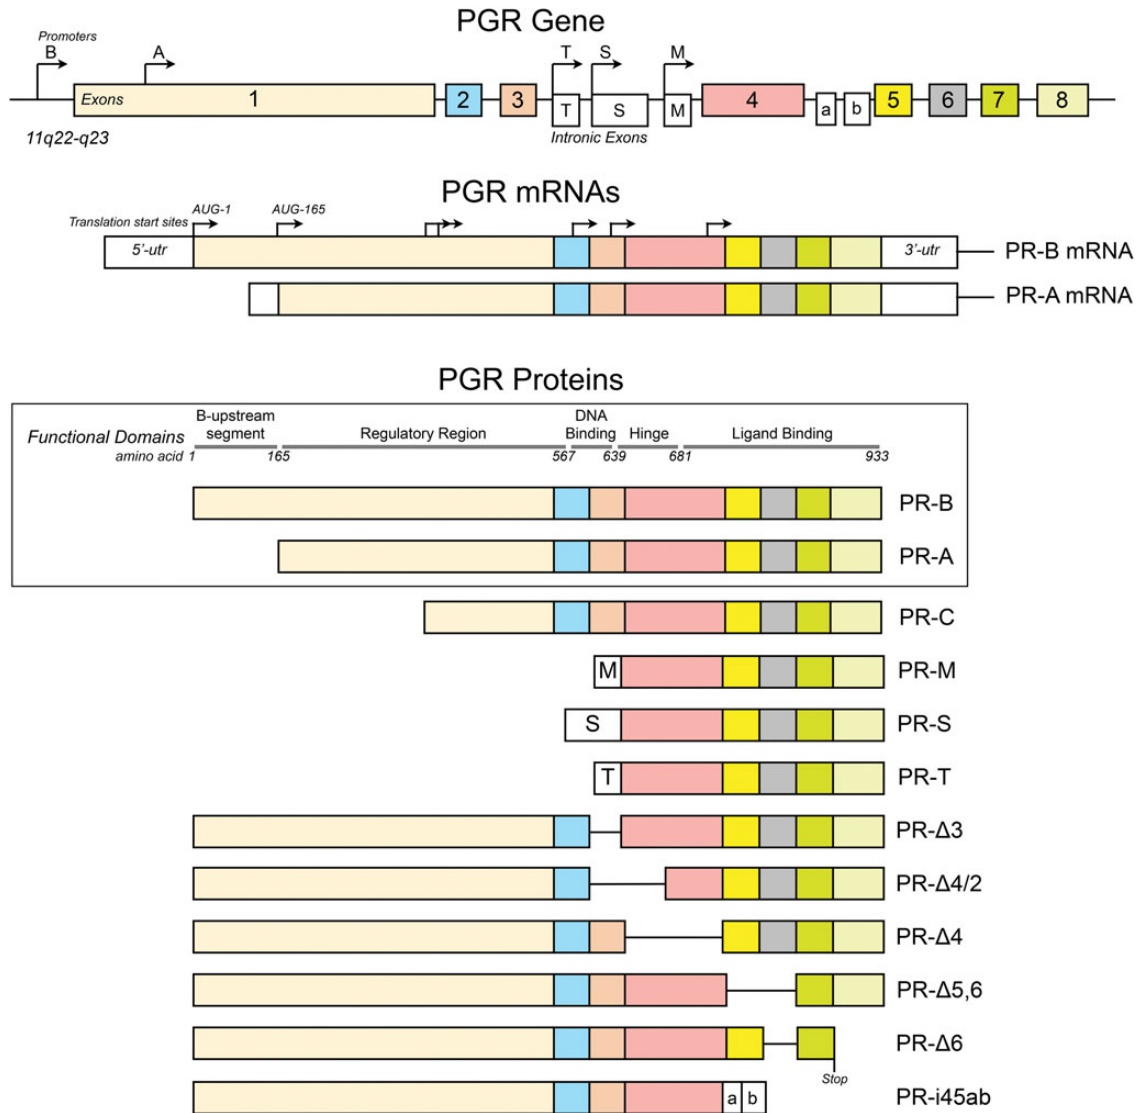 PGR Gene
Promoters
B A T S M
Exons 1 2 3 T S M 4 a b 5 6 7 8
11q22-q23 Intronic Exons
PGR mRNAs
Translation start sites AUG-1 AUG-165
5'-utr 3'-utr PR-B mRNA
PR-A mRNA
PGR Proteins
Functional Domains B-upstream segment Regulatory Region DNA Binding Hinge Ligand Binding
amino acid 1 165 567 639 681 933
PR-B
PR-A
PR-C
M PR-M
S PR-S
T PR-T
PR-Δ3
PR-Δ4/2
PR-Δ4
PR-Δ5,6
PR-Δ6
Stop
a b PR-i45ab